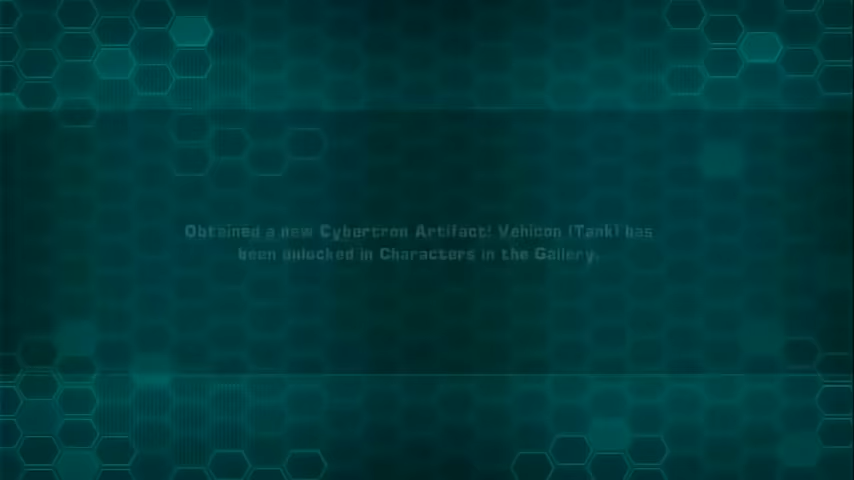 Obtained a new Cybertron Artifact! Vehicon (Tank) has
been unlocked in Characters in the Gallery.